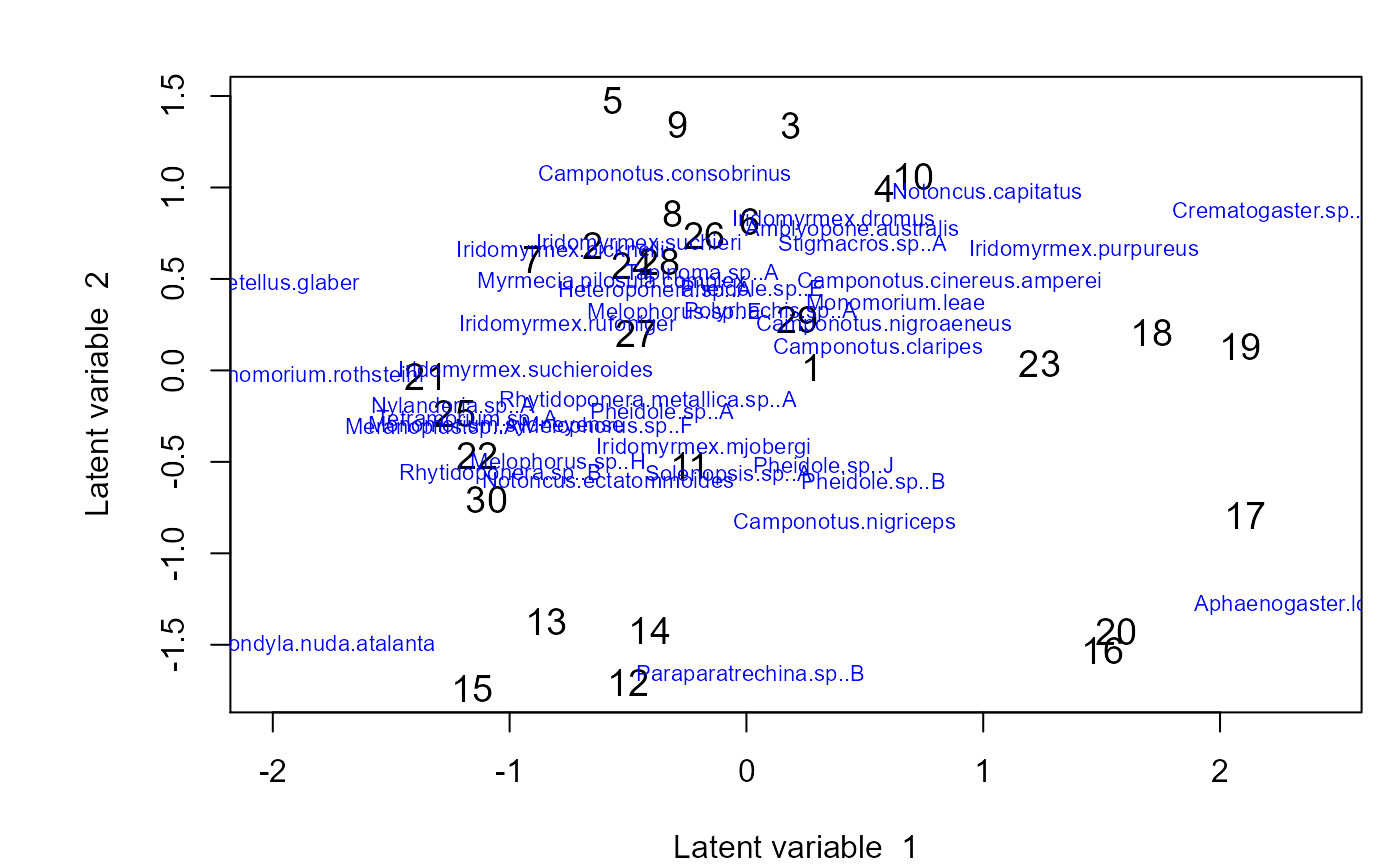 5
9
3
Camponotus.consobrinus
10
4
Notoncus.capitatus
Crematogaster.sp..
8
6
Iridomyrmex.dromus
Amplyopone.australis
26
2
Iridomyrmex.suchieri
Stigmacros.sp..A
Iridomyrmex.purpureus
7
Iridomyrmex.bicknelli
24
28
Tapinoma.sp..A
etellus.glaber
Myrmecia.pilosula.complex
Camponotus.cinereus.amperei
Heteroponera.sp..A
Pheidole.sp..E
Monomorium.leae
Melophorus.sp..E
Polyrhachis.sp..A
29
Iridomyrmex.rufoniger
Camponotus.nigroaeneus
27
18
19
Camponotus.claripes
1
23
nomorium.rothsteini
21
Iridomyrmex.suchieroides
Rhytidoponera.metallica.sp..A
Nylanderia.sp..A
25
Pheidole.sp..A
Tetramorium.sp..A
Monomorium.sydneyense
Meranoplus.sp..A
Melophorus.sp..F
Iridomyrmex.mjobergi
22
Melophorus.sp..H
11
Pheidole.sp..J
Rhytidoponera.sp..B
Solenopsis.sp..A
Notoncus.ectatommoides
Pheidole.sp..B
30
Camponotus.nigriceps
17
Aphaenogaster.lo
13
14
20
16
ondyla.nuda.atalanta
Paraparatrechina.sp..B
15
12
1.5
1.0
0.5
0.0
-0.5
-1.0
-1.5
Latent variable 2
-2
-1
0
1
2
Latent variable 1